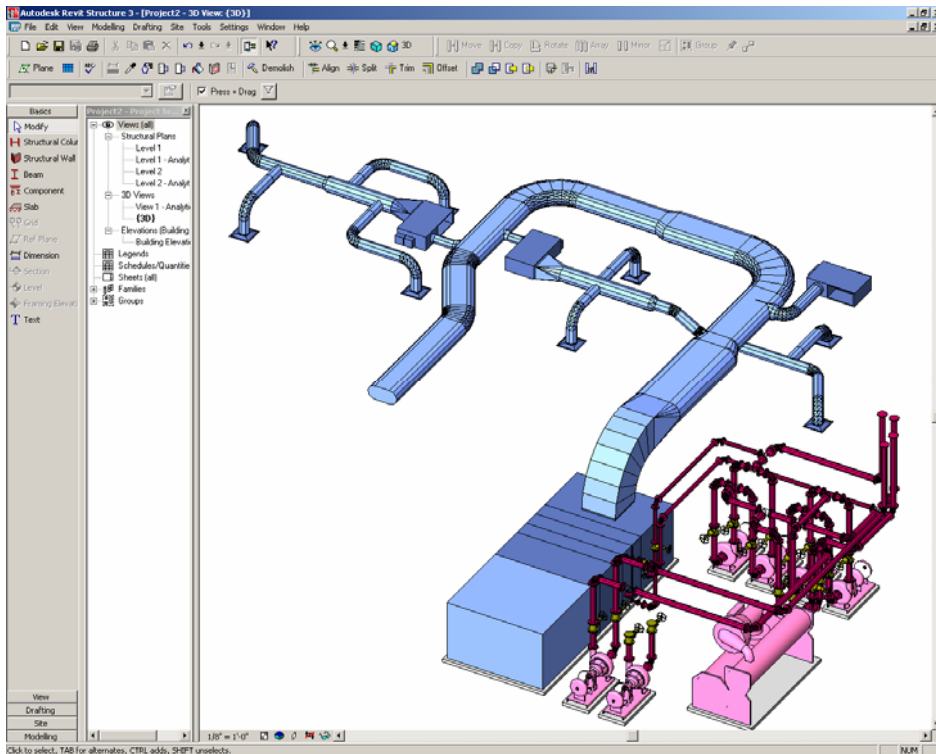 Autodesk Revit Structure 3 - [Project2 - 3D View: {3D}]
File Edit View Modelling Drafting Site Tools Settings Window Help
3D Move Copy Rotate Array Mirror Group
Plane Demolish Align Split Trim Offset
Press + Drag
Basics
Modify
Structural Colu
Structural Wall
Beam
Component
Slab
Grid
Ref Plane
Dimension
Section
Level
Framing Elevati
Text
View
Drafting
Site
Modelling
Project2 - Project
Views (all)
Structural Plans
Level 1
Level 1 - Analyt
Level 2
Level 2 - Analyt
3D Views
View 1 - Analyti
{3D}
Elevations (Building
Building Elevati
Legends
Schedules/Quantitie
Sheets (all)
Families
Groups
1/8" = 1'-0"
Click to select, TAB for alternates, CTRL adds, SHIFT unselects.
NUM